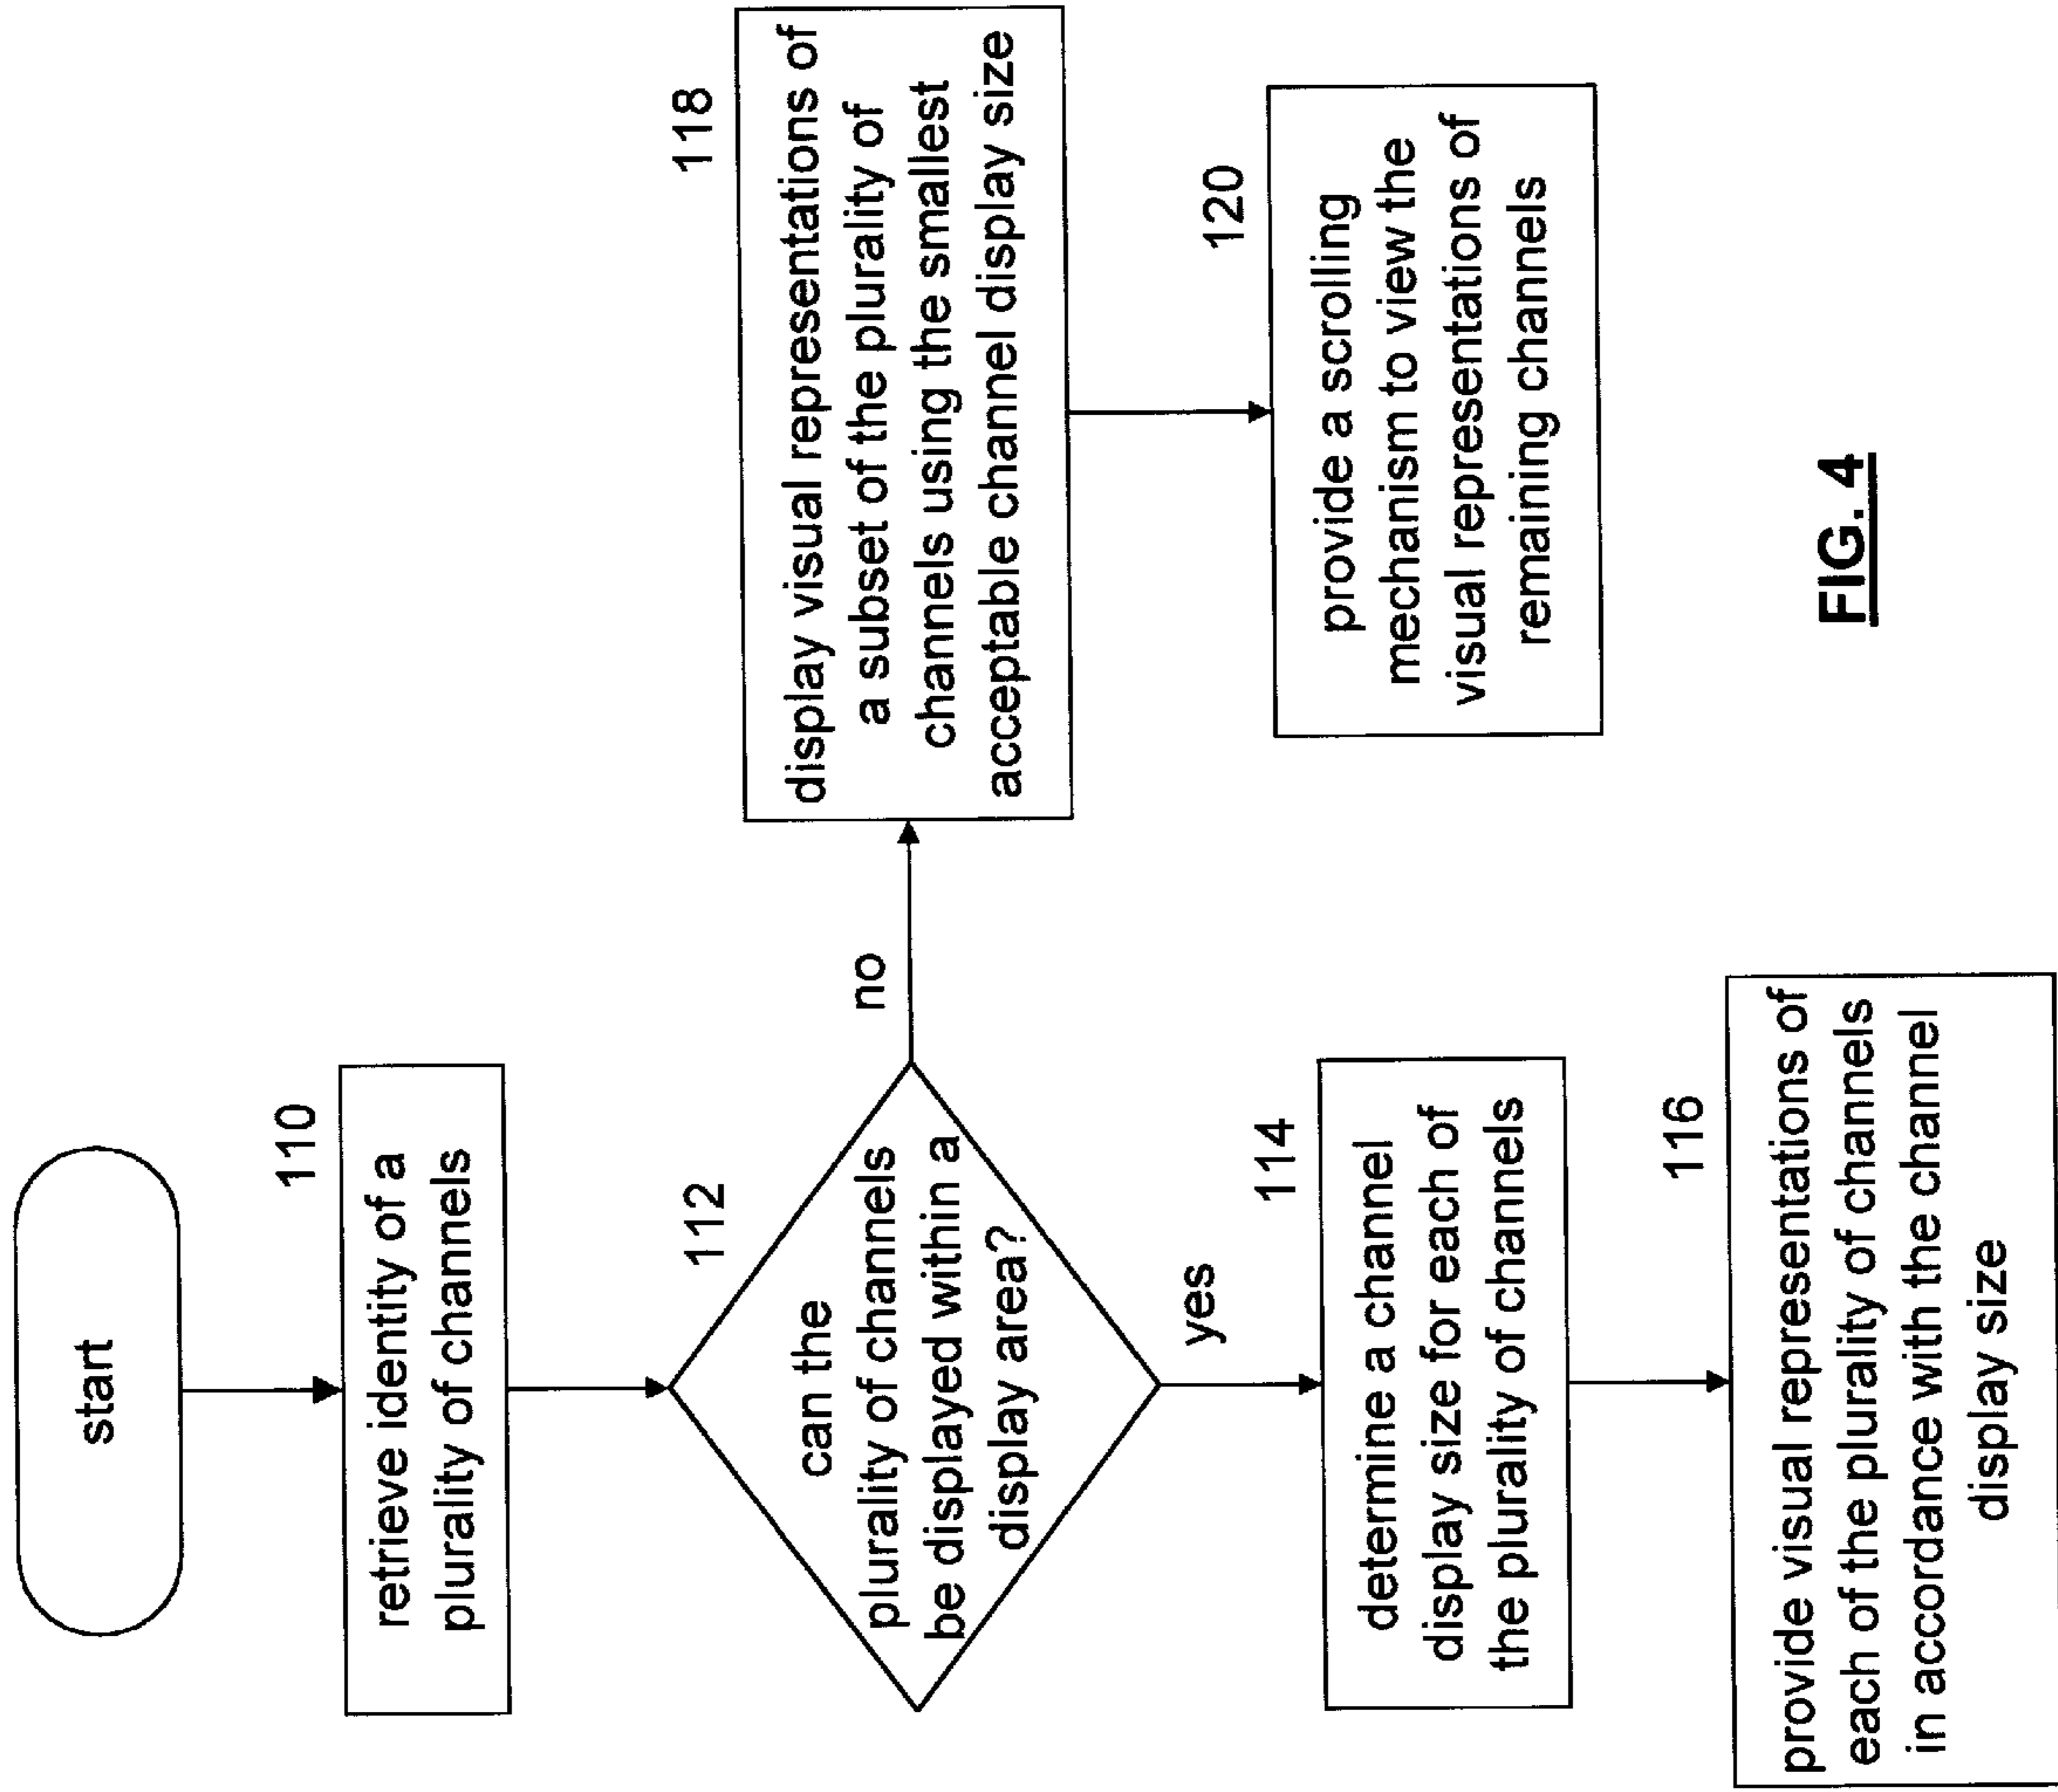 start
110
retrieve identity of a
plurality of channels
112
can the
plurality of channels
be displayed within a
display area?
no
yes
118
display visual representations of
a subset of the plurality of
channels using the smallest
acceptable channel display size
120
provide a scrolling
mechanism to view the
visual representations of
remaining channels
114
determine a channel
display size for each of
the plurality of channels
116
provide visual representations of
each of the plurality of channels
in accordance with the channel
display size
FIG. 4